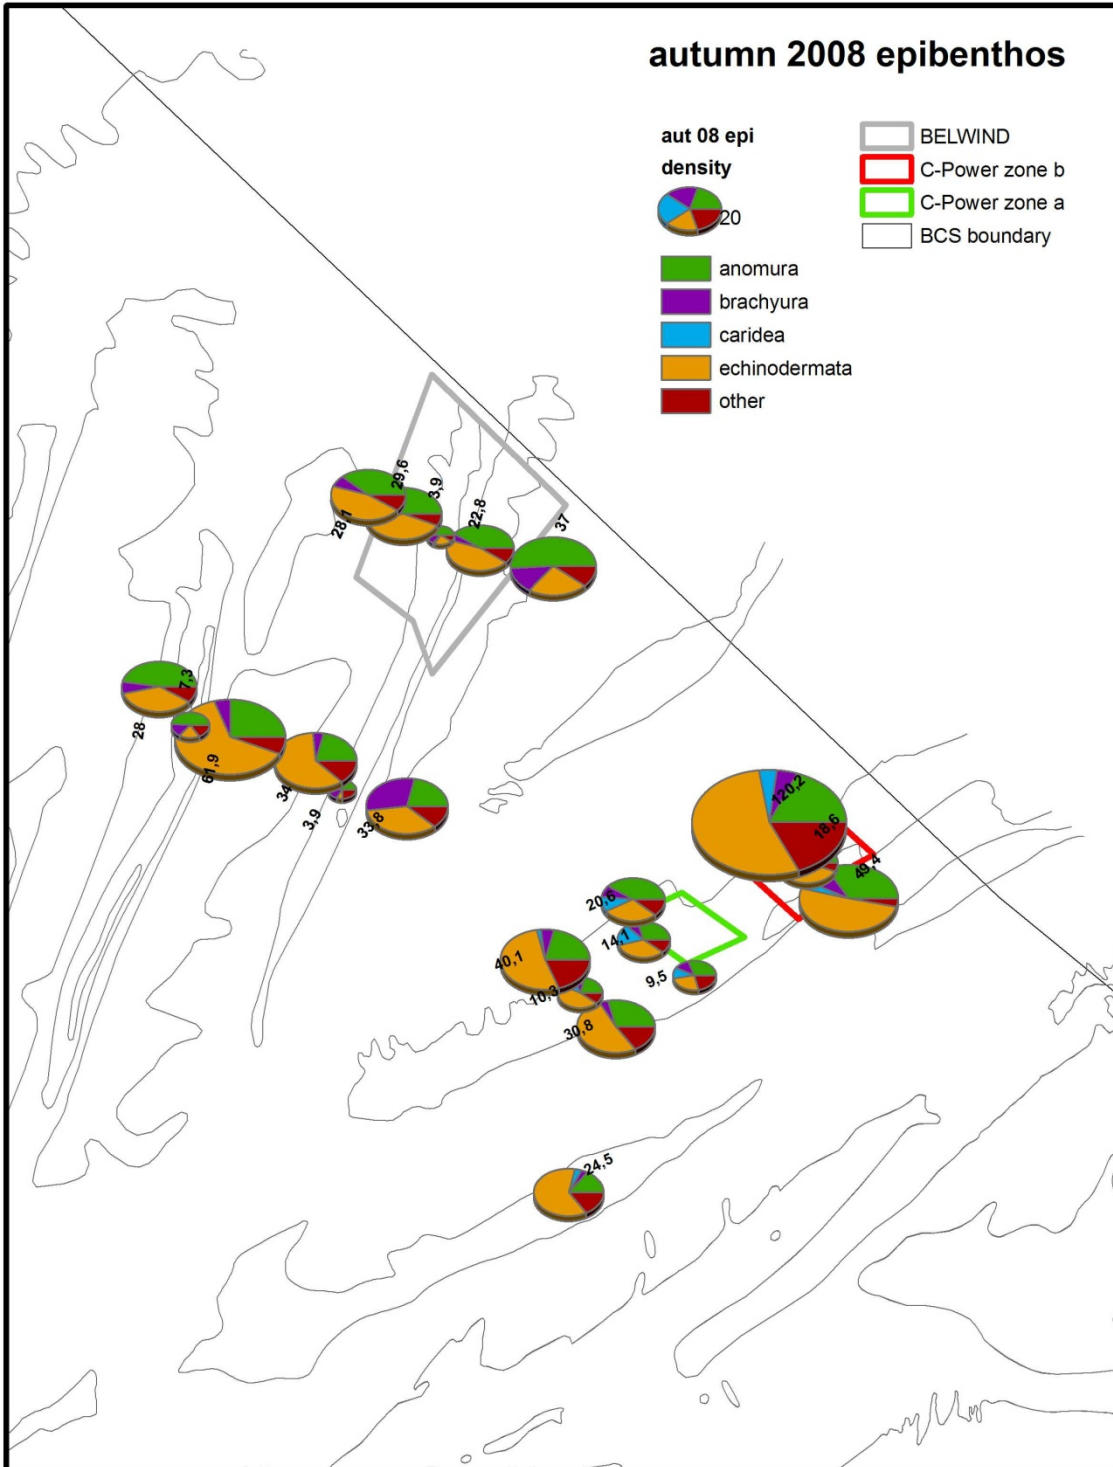 autumn 2008 epibenthos
aut 08 epi
density
20
anomura
brachyura
caridea
echinodermata
other
BELWIND
C-Power zone b
C-Power zone a
BCS boundary
29,6
3,9
28,1
22,8
37
7,3
28
61,9
34
3,9
33,8
120,2
18,6
49,4
20,6
14,1
40,1
9,5
10,3
30,8
24,5